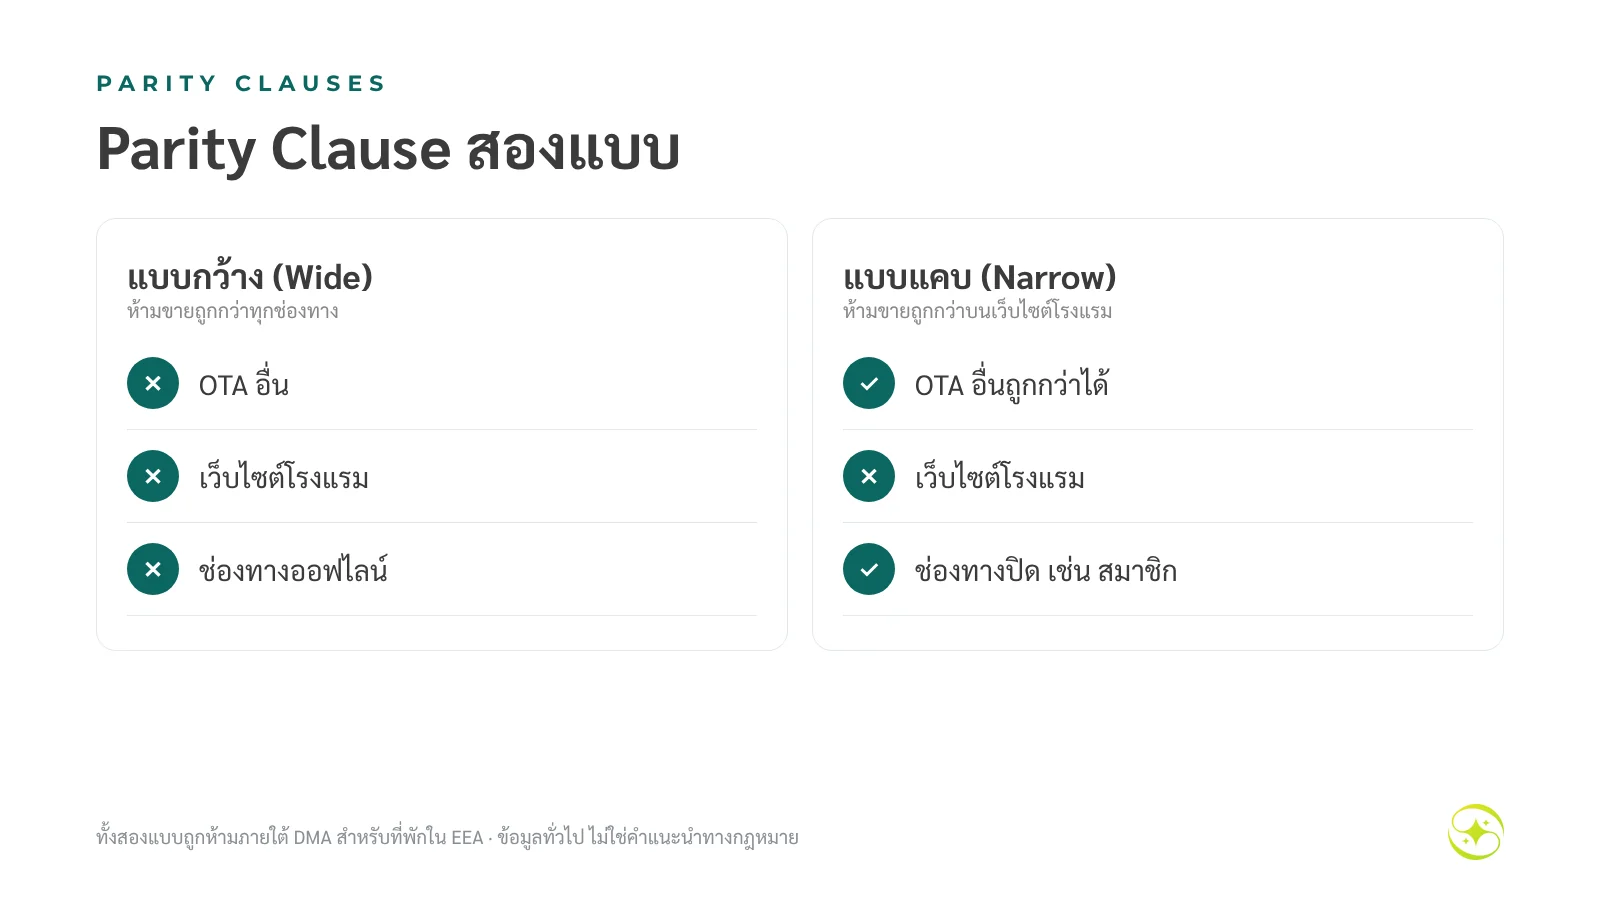 PARITY CLAUSES
Parity Clause สองแบบ
แบบกว้าง (Wide)
ห้ามขายถูกกว่าทุกช่องทาง
OTA อื่น
เว็บไซต์โรงแรม
ช่องทางออฟไลน์
แบบแคบ (Narrow)
ห้ามขายถูกกว่าบนเว็บไซต์โรงแรม
OTA อื่นถูกกว่าได้
เว็บไซต์โรงแรม
ช่องทางปิด เช่น สมาชิก
ทั้งสองแบบถูกห้ามภายใต้ DMA สำหรับที่พักใน EEA · ข้อมูลทั่วไป ไม่ใช่คำแนะนำทางกฎหมาย